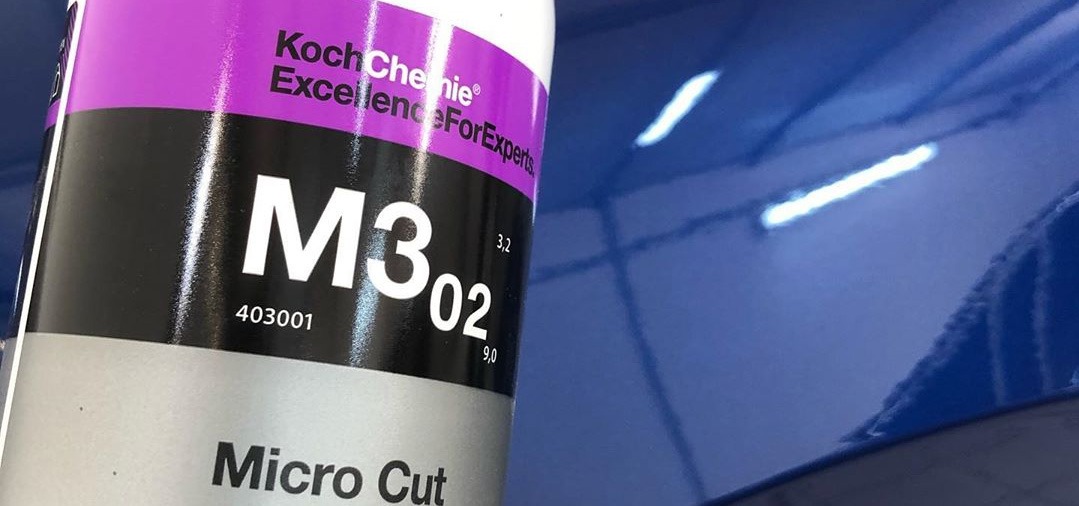 KochChemie®
ExcellenceForExperts.
M3 02
3,2
9,0
403001
Micro Cut